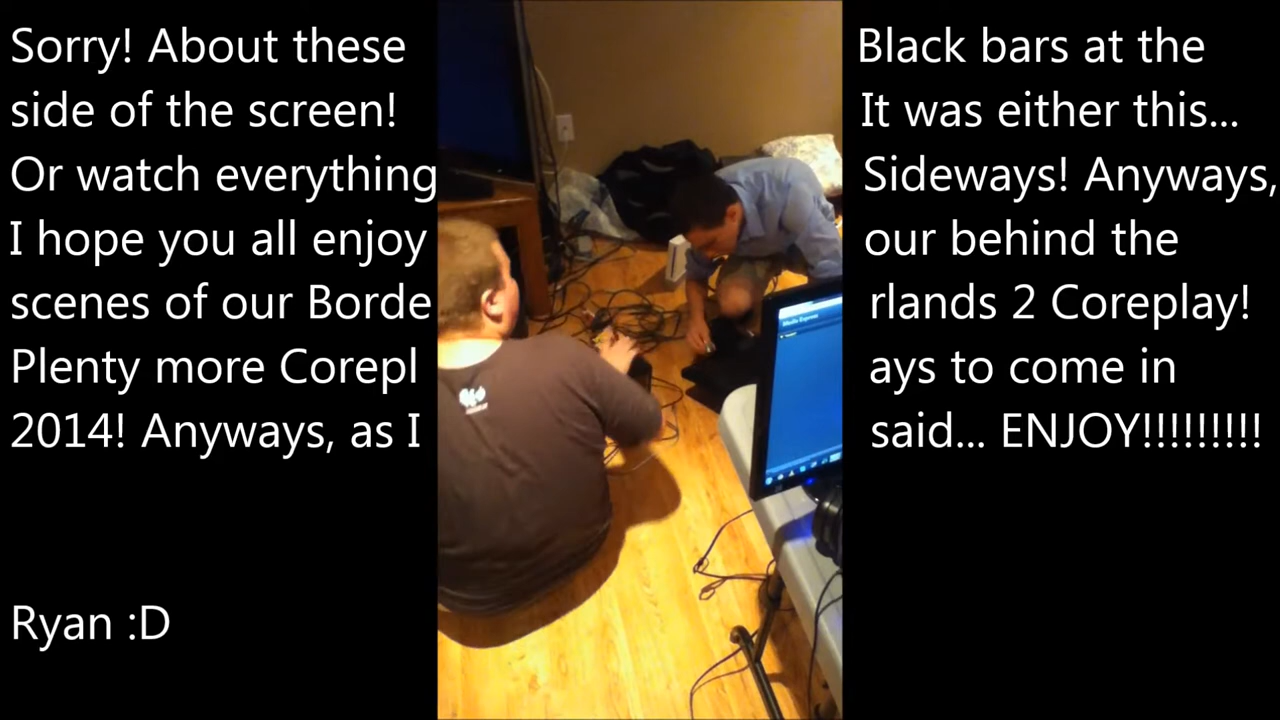 Sorry! About these Black bars at the
side of the screen! It was either this...
Or watch everything Sideways! Anyways,
I hope you all enjoy our behind the
scenes of our Borde rlands 2 Coreplay!
Plenty more Corepl ays to come in
2014! Anyways, as I said... ENJOY!!!!!!!!!
Ryan :D